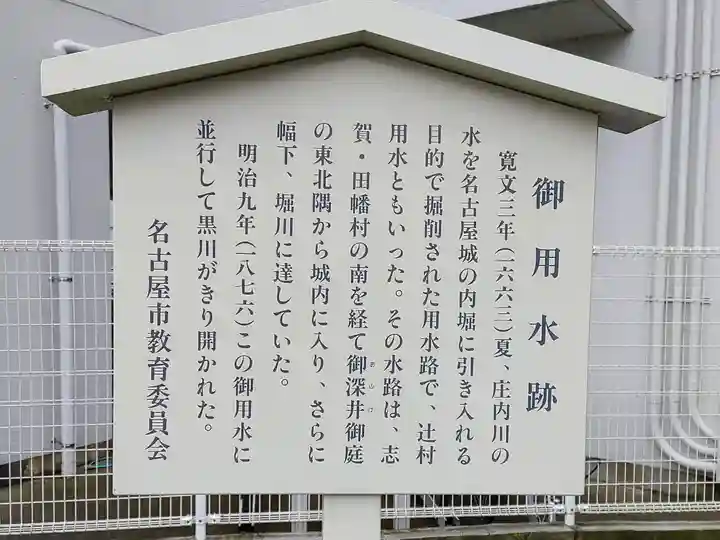 御用水跡
寛文三年(一六六三)夏、庄内川の
水を名古屋城の内堀に引き入れる
目的で掘削された用水路で、辻村
用水ともいった。その水路は、志
賀・田幡村の南を経て御深井御庭
の東北隅から城内に入り、さらに
幅下、堀川に達していた。
明治九年(一八七六)この御用水に
並行して黒川がきり開かれた。
名古屋市教育委員会